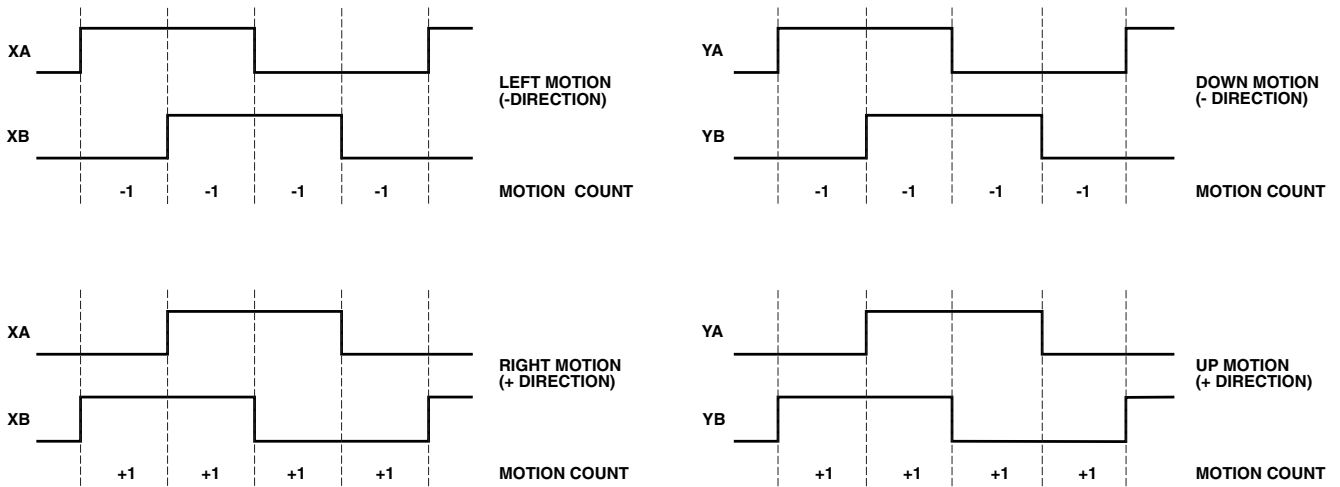 XA
LEFT MOTION
(-DIRECTION)
XB
-1 -1 -1 -1
MOTION COUNT
YA
DOWN MOTION
(- DIRECTION)
YB
-1 -1 -1 -1
MOTION COUNT
XA
RIGHT MOTION
(+ DIRECTION)
XB
+1 +1 +1 +1
MOTION COUNT
YA
UP MOTION
(+ DIRECTION)
YB
+1 +1 +1 +1
MOTION COUNT